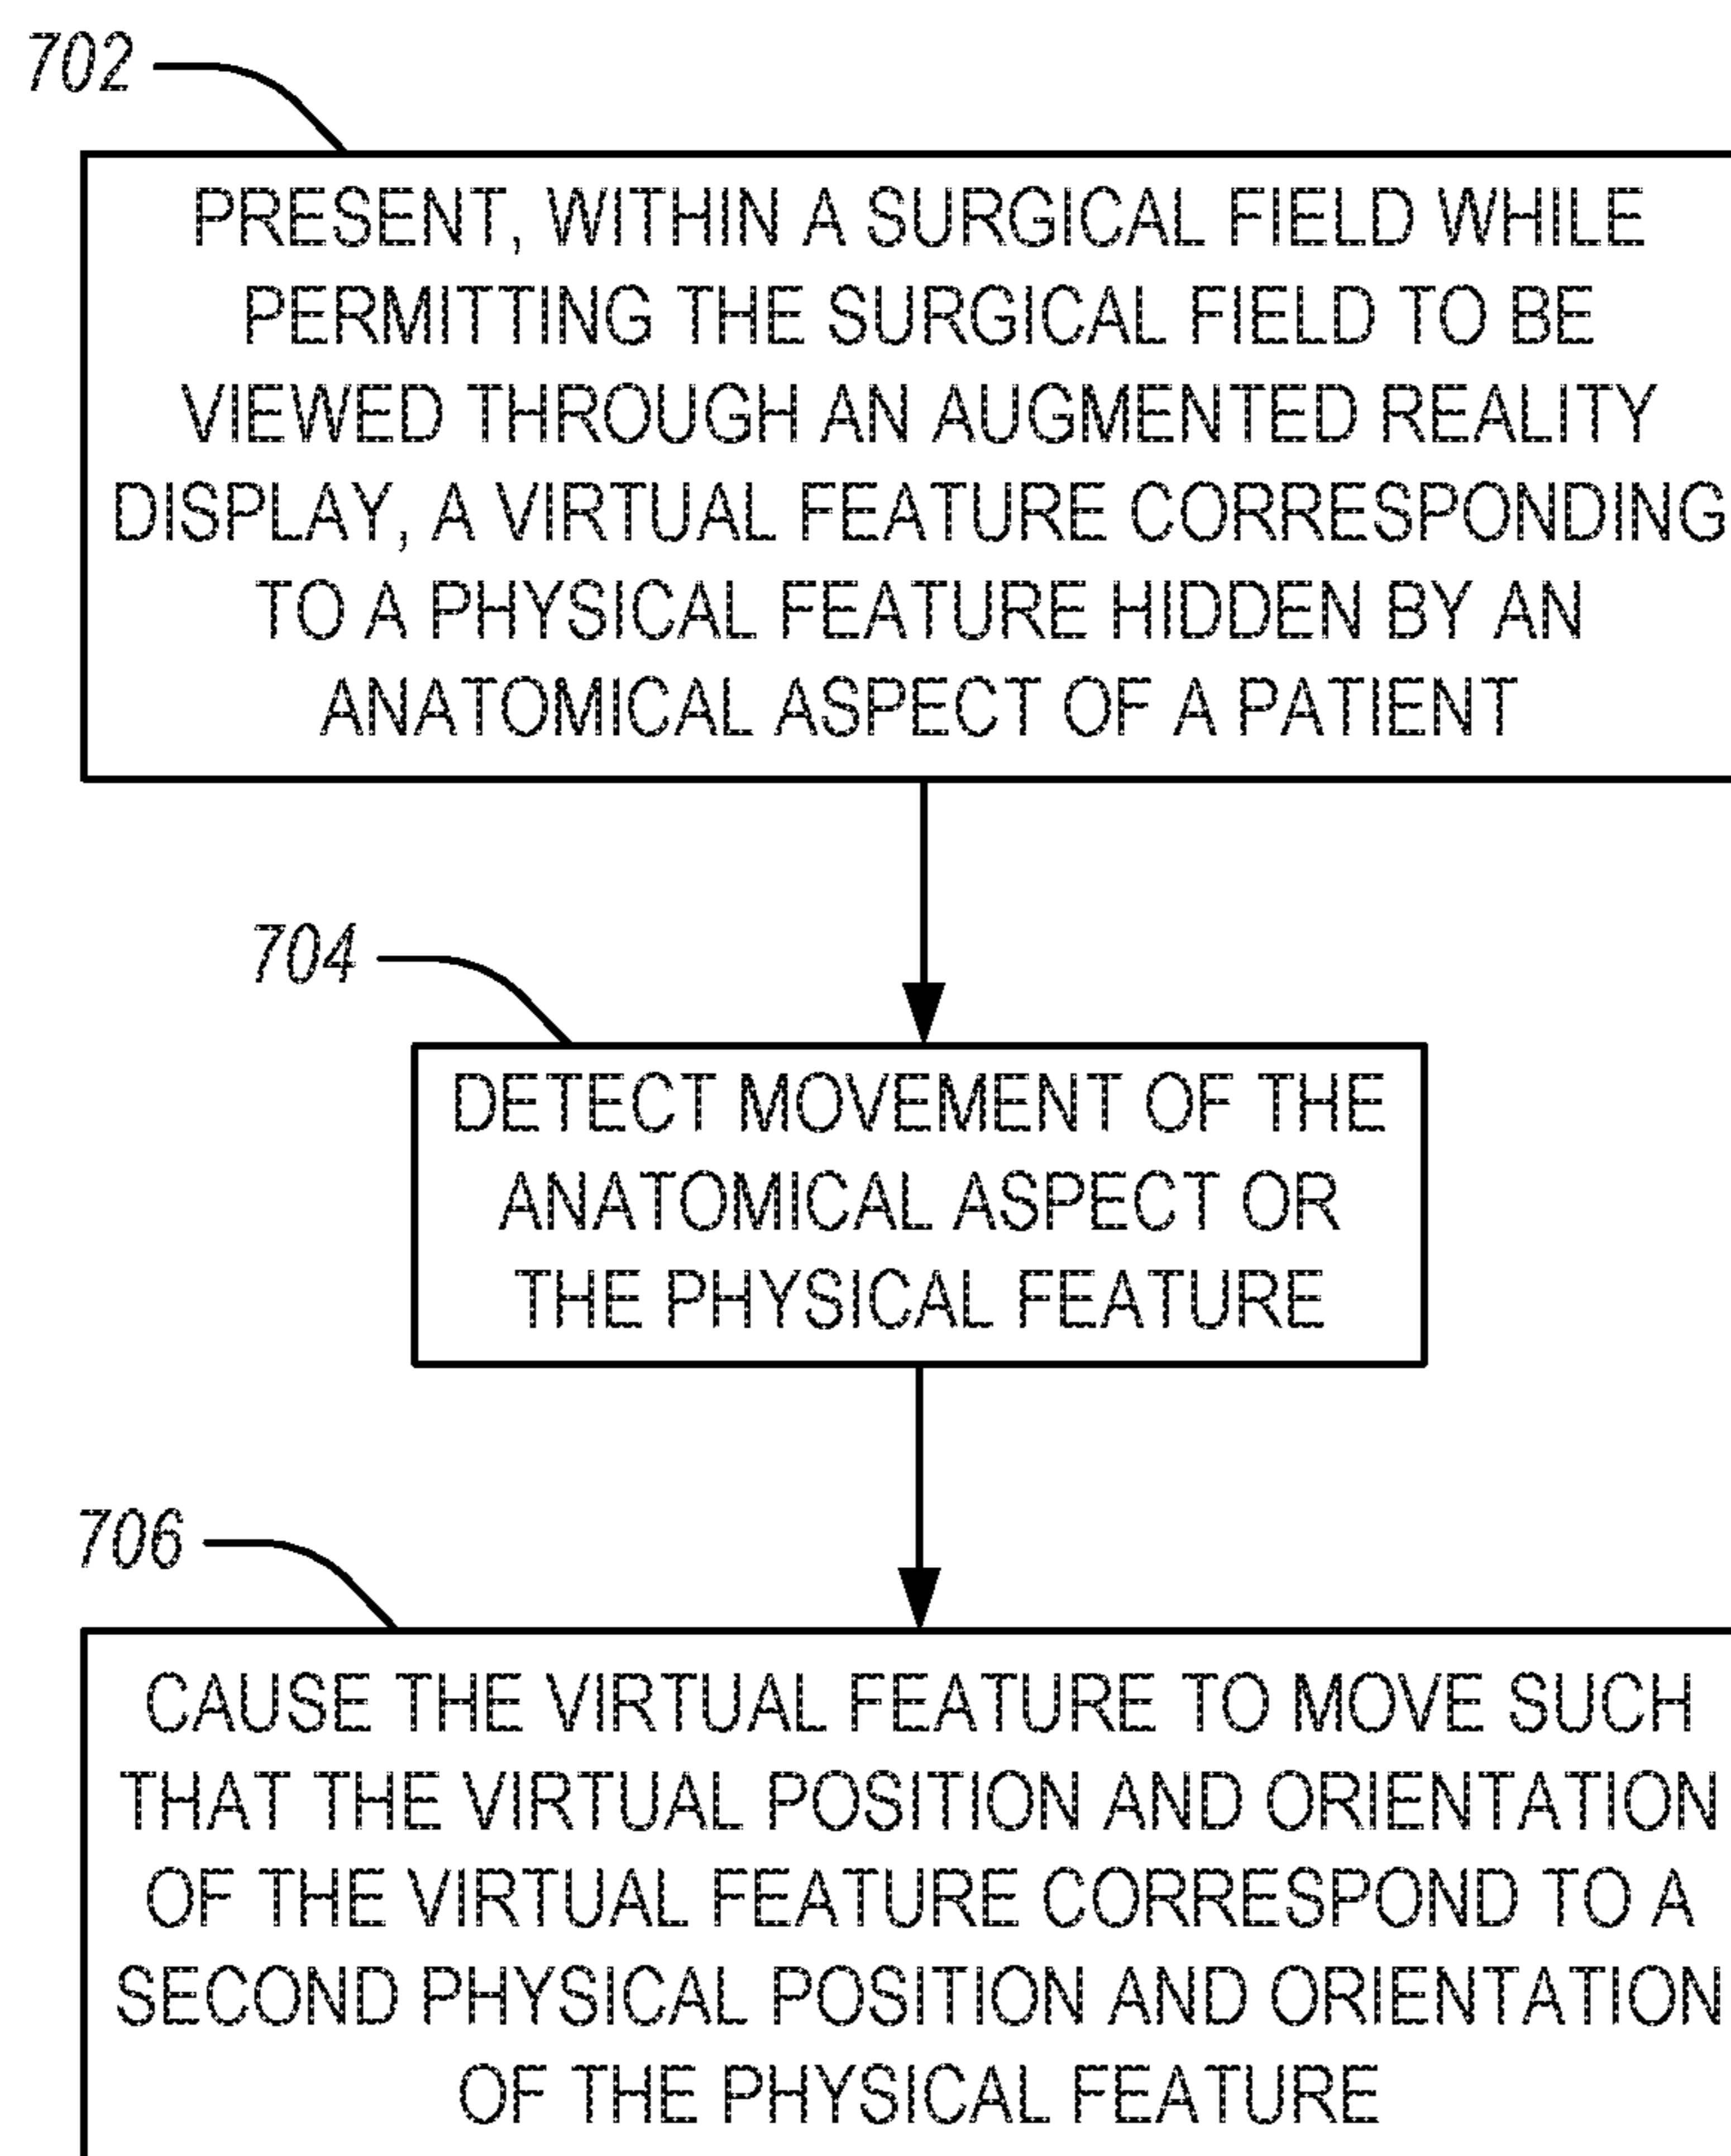 702
PRESENT, WITHIN A SURGICAL FIELD WHILE
PERMITTING THE SURGICAL FIELD TO BE
VIEWED THROUGH AN AUGMENTED REALITY
DISPLAY, A VIRTUAL FEATURE CORRESPONDING
TO A PHYSICAL FEATURE HIDDEN BY AN
ANATOMICAL ASPECT OF A PATIENT
704
DETECT MOVEMENT OF THE
ANATOMICAL ASPECT OR
THE PHYSICAL FEATURE
706
CAUSE THE VIRTUAL FEATURE TO MOVE SUCH
THAT THE VIRTUAL POSITION AND ORIENTATION
OF THE VIRTUAL FEATURE CORRESPOND TO A
SECOND PHYSICAL POSITION AND ORIENTATION
OF THE PHYSICAL FEATURE